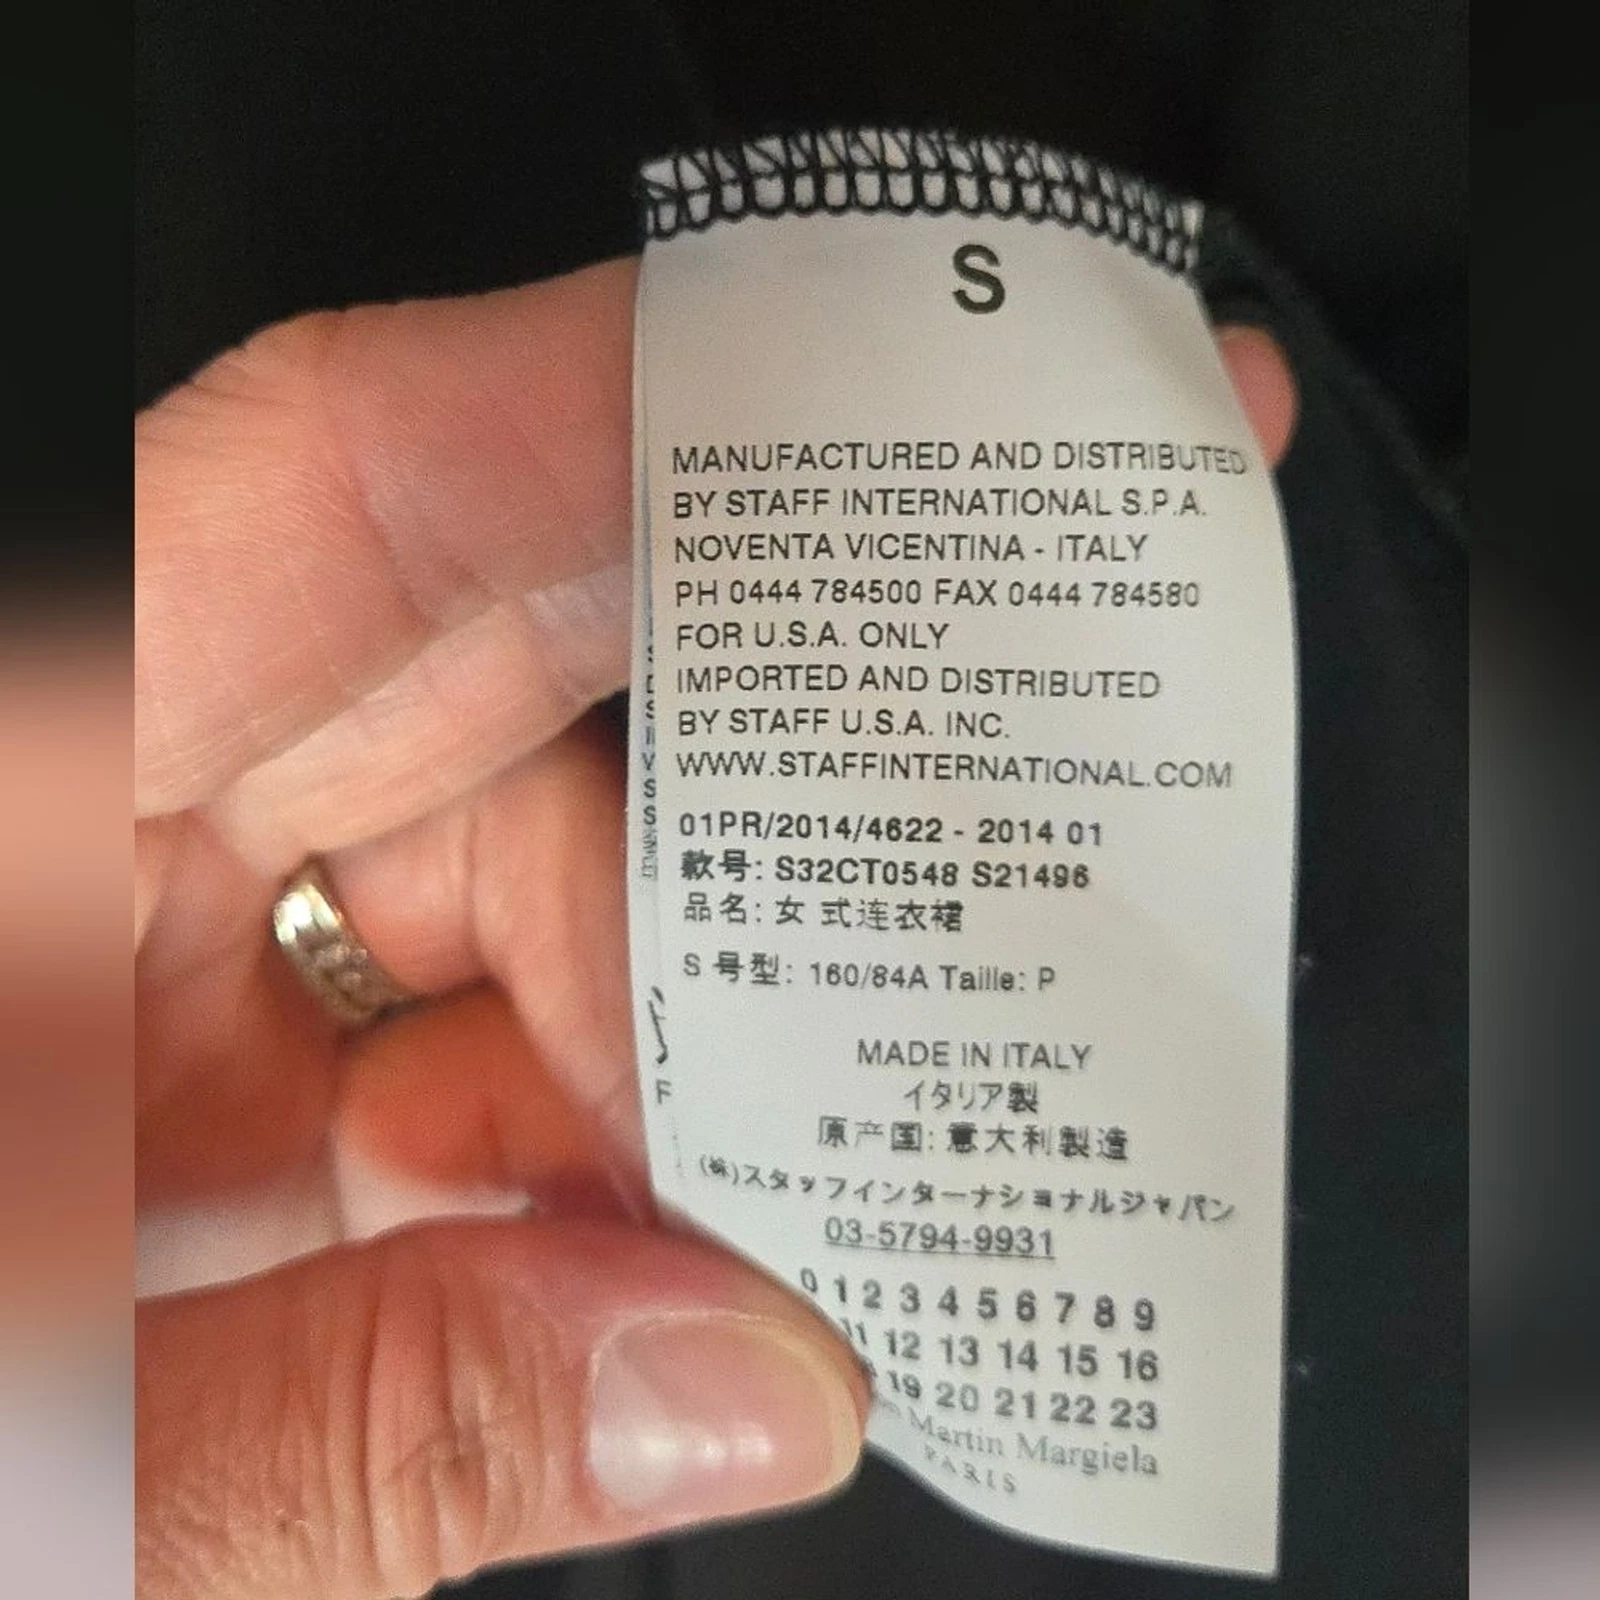 S
MANUFACTURED AND DISTRIBUTED
BY STAFF INTERNATIONAL S.P.A.
NOVENTA VICENTINA - ITALY
PH 0444 784500 FAX 0444 784580
FOR U.S.A. ONLY
IMPORTED AND DISTRIBUTED
BY STAFF U.S.A. INC.
WWW.STAFFINTERNATIONAL.COM
01PR/2014/4622 - 2014 01
款号: S32CT0548 S21496
品名: 女 式连衣裙
S 号型: 160/84A Taille: P
MADE IN ITALY
イタリア製
原产国: 意大利製造
(株)スタッフインターナショナルジャパン
03-5794-9931
0 1 2 3 4 5 6 7 8 9
11 12 13 14 15 16
19 20 21 22 23
Martin Margiela
PARIS